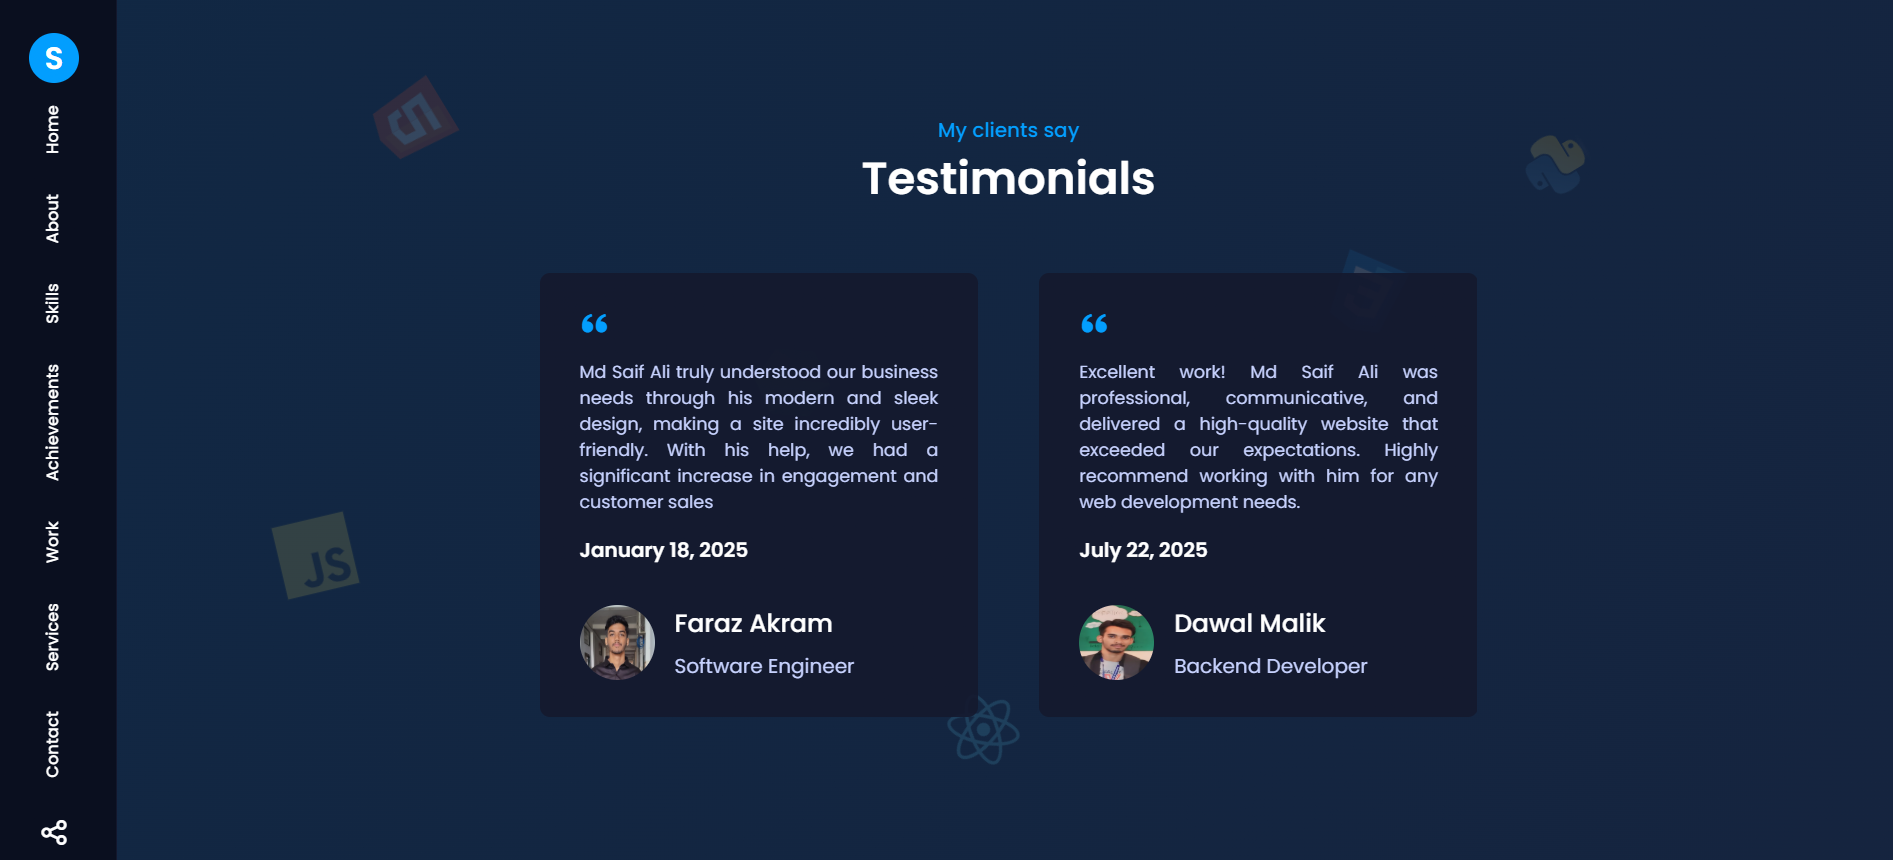 S
Home
About
Skills
Achievements
Work
Services
Contact
My clients say
Testimonials
“
Md Saif Ali truly understood our business
needs through his modern and sleek
design, making a site incredibly user-
friendly. With his help, we had a
significant increase in engagement and
customer sales
January 18, 2025
Faraz Akram
Software Engineer
“
Excellent work! Md Saif Ali was
professional, communicative, and
delivered a high-quality website that
exceeded our expectations. Highly
recommend working with him for any
web development needs.
July 22, 2025
Dawal Malik
Backend Developer
5
JS